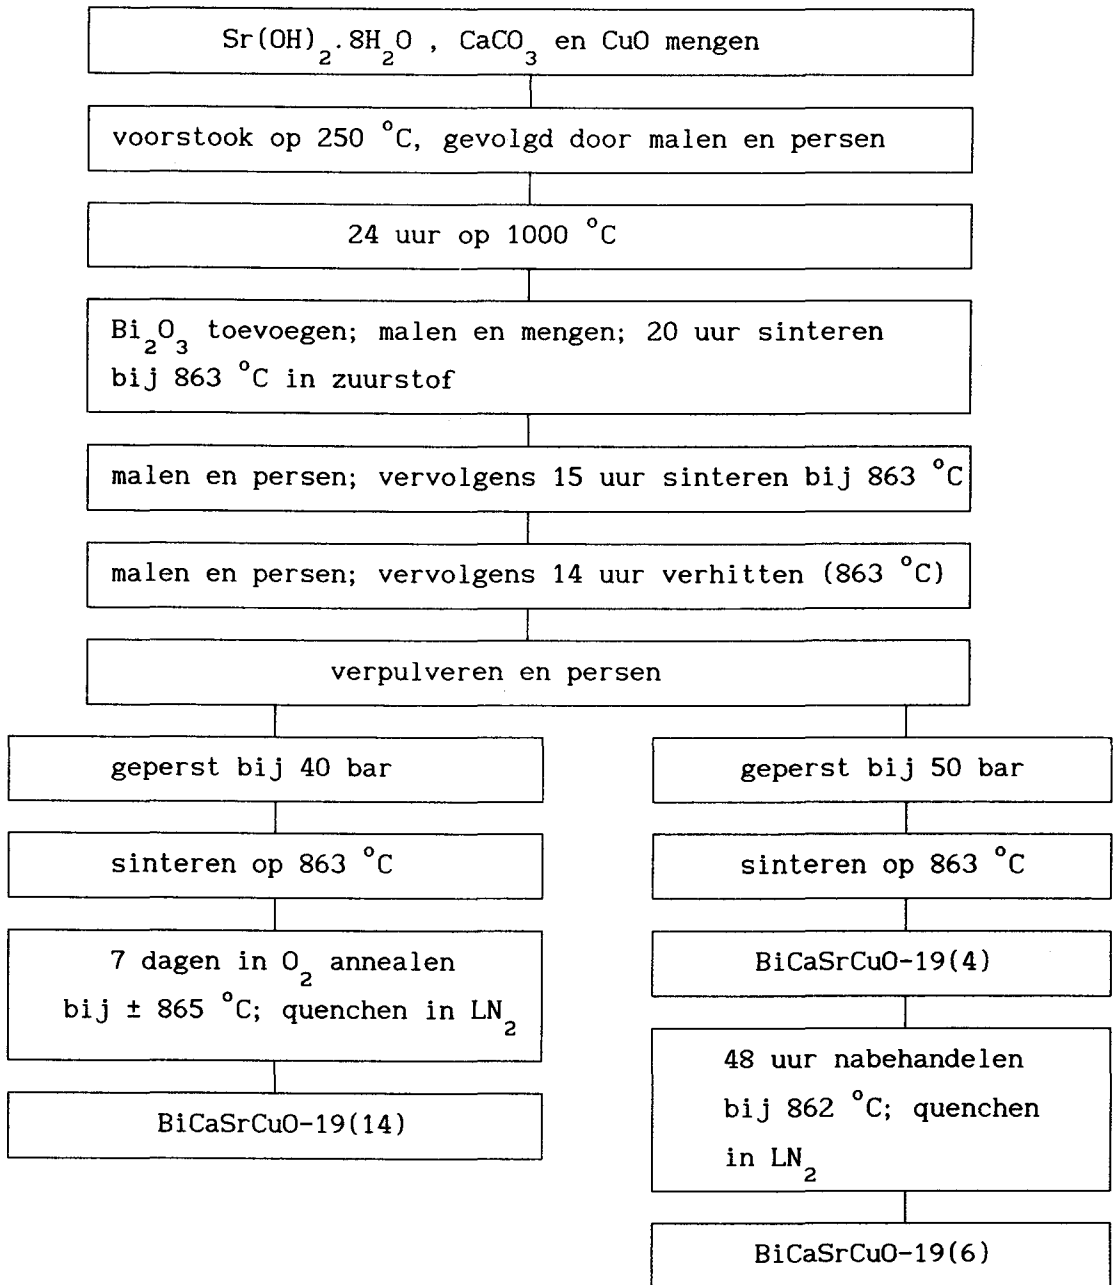 Sr(OH)₂.8H₂O , CaCO₃ en CuO mengen
voorstook op 250 °C, gevolgd door malen en persen
24 uur op 1000 °C
Bi₂O₃ toevoegen; malen en mengen; 20 uur sinteren
bij 863 °C in zuurstof
malen en persen; vervolgens 15 uur sinteren bij 863 °C
malen en persen; vervolgens 14 uur verhitten (863 °C)
verpulveren en persen
geperst bij 40 bar
sinteren op 863 °C
7 dagen in O₂ annealen
bij ± 865 °C; quenchen in LN₂
BiCaSrCuO-19(14)
geperst bij 50 bar
sinteren op 863 °C
BiCaSrCuO-19(4)
48 uur nabehandelen
bij 862 °C; quenchen
in LN₂
BiCaSrCuO-19(6)